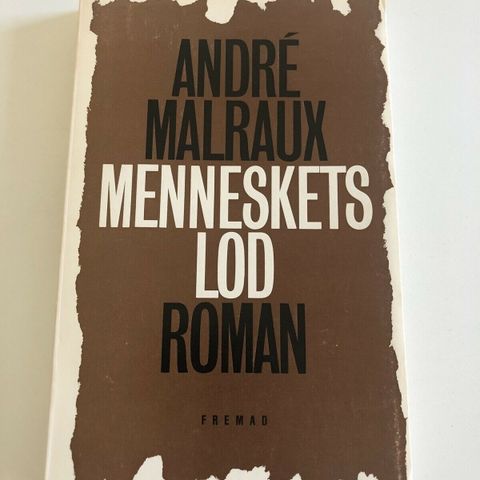 ANDRÉ
MALRAUX
MENNESKETS
LOD
ROMAN
FREMAD